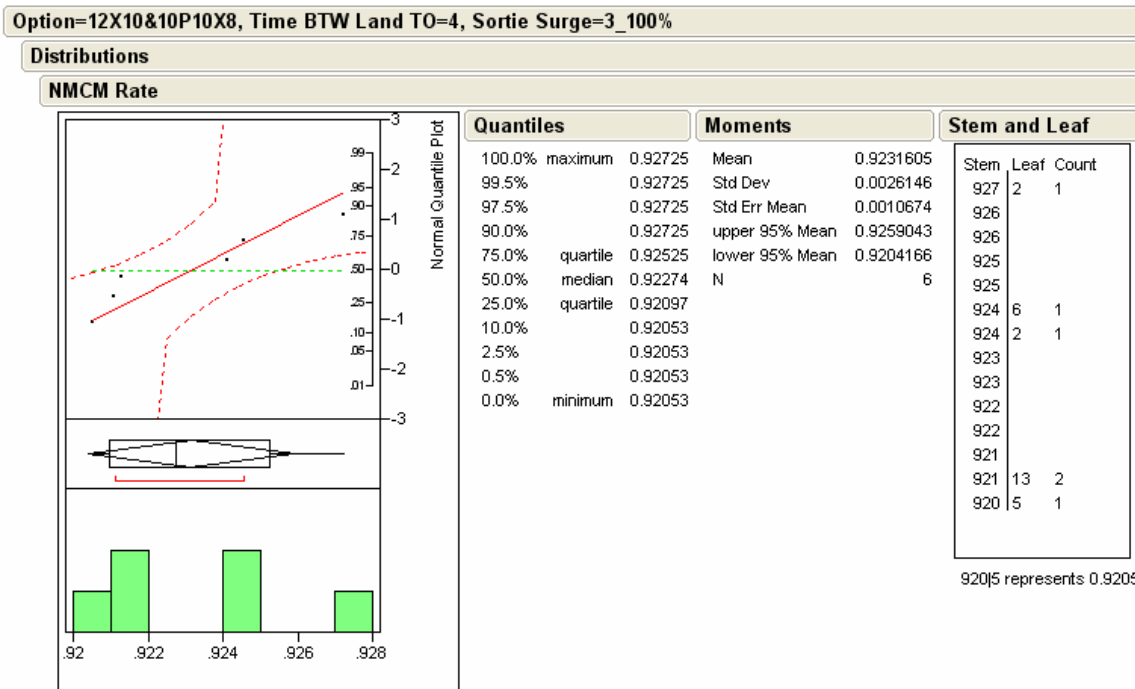 Option=12X10&10P10X8, Time BTW Land TO=4, Sortie Surge=3_100%
Distributions
NMCM Rate
3
2
1
0
-1
-2
-3
.99
.95
.90
.75
.50
.25
.10
.05
.01
Normal Quantile Plot
.92 .922 .924 .926 .928
Quantiles
100.0% maximum 0.92725
99.5% 0.92725
97.5% 0.92725
90.0% 0.92725
75.0% quartile 0.92525
50.0% median 0.92274
25.0% quartile 0.92097
10.0% 0.92053
2.5% 0.92053
0.5% 0.92053
0.0% minimum 0.92053
Moments
Mean 0.9231605
Std Dev 0.0026146
Std Err Mean 0.0010674
upper 95% Mean 0.9259043
lower 95% Mean 0.9204166
N 6
Stem and Leaf
Stem Leaf Count
927 2 1
926
926
925
925
924 6 1
924 2 1
923
923
922
922
921
921 13 2
920 5 1
920|5 represents 0.9205